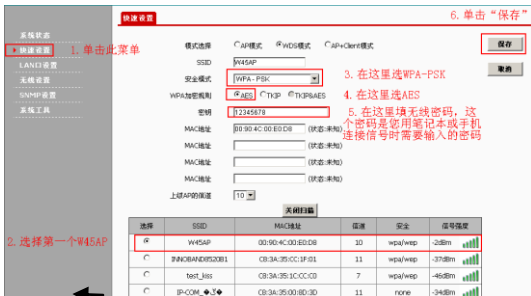 快速设置
6. 单击“保存”
系统状态
快速设置
1. 单击此菜单
LAN口设置
无线设置
SNMP设置
系统工具
模式选择 AP模式 WDS模式 AP+Client模式
保存
SSID W45AP
取消
安全模式 WPA - PSK
3. 在这里选WPA-PSK
WPA加密规则 AES TKIP TKIP&AES
4. 在这里选AES
密钥 12345678
5. 在这里填无线密码，这
个密码是您用笔记本或手机
连接信号时需要输入的密码
MAC地址 00:90:4C:00:E0:D8 (状态:未知)
MAC地址 (状态:未知)
MAC地址 (状态:未知)
MAC地址 (状态:未知)
上级AP的信道 10
关闭扫描
选择 SSID MAC地址 信道 安全 信号强度
2. 选择第一个W45AP
W45AP 00:90:4C:00:E0:D8 10 wpa/wep -2dBm
INNOBAND8520B1 C8:3A:35:CC:1F:01 11 wpa/wep -37dBm
test_kiss C8:3A:35:1C:CC:C0 7 wpa/wep -46dBm
IP-COM_ C8:3A:35:00:8D:3D 11 none -34dBm